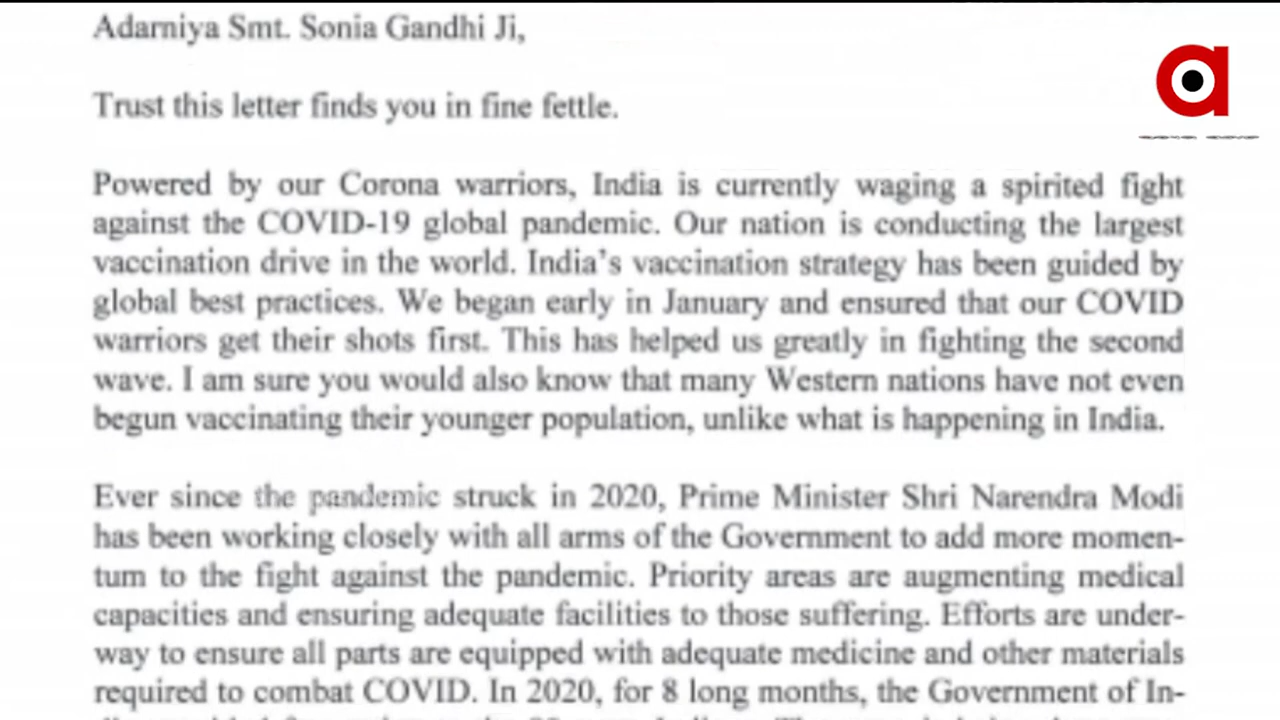 Adarniya Smt. Sonia Gandhi Ji,
Trust this letter finds you in fine fettle.
Powered by our Corona warriors, India is currently waging a spirited fight
against the COVID-19 global pandemic. Our nation is conducting the largest
vaccination drive in the world. India's vaccination strategy has been guided by
global best practices. We began early in January and ensured that our COVID
warriors get their shots first. This has helped us greatly in fighting the second
wave. I am sure you would also know that many Western nations have not even
begun vaccinating their younger population, unlike what is happening in India.
Ever since the pandemic struck in 2020, Prime Minister Shri Narendra Modi
has been working closely with all arms of the Government to add more momen-
tum to the fight against the pandemic. Priority areas are augmenting medical
capacities and ensuring adequate facilities to those suffering. Efforts are under-
way to ensure all parts are equipped with adequate medicine and other materials
required to combat COVID. In 2020, for 8 long months, the Government of In-